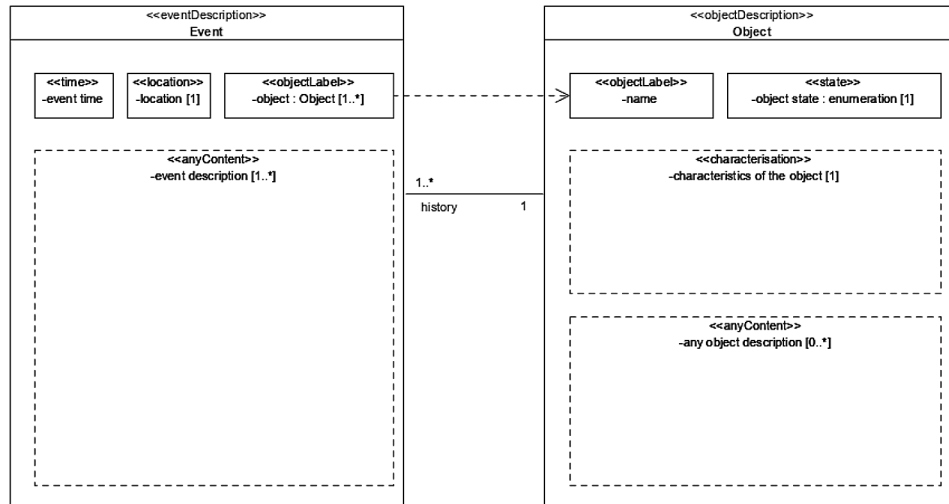 <<eventDescription>>
Event
<<time>>
-event time
<<location>>
-location [1]
<<objectLabel>>
-object : Object [1..*]
<<anyContent>>
-event description [1..*]
1..*
history
1
<<objectDescription>>
Object
<<objectLabel>>
-name
<<state>>
-object state : enumeration [1]
<<characterisation>>
-characteristics of the object [1]
<<anyContent>>
-any object description [0..*]